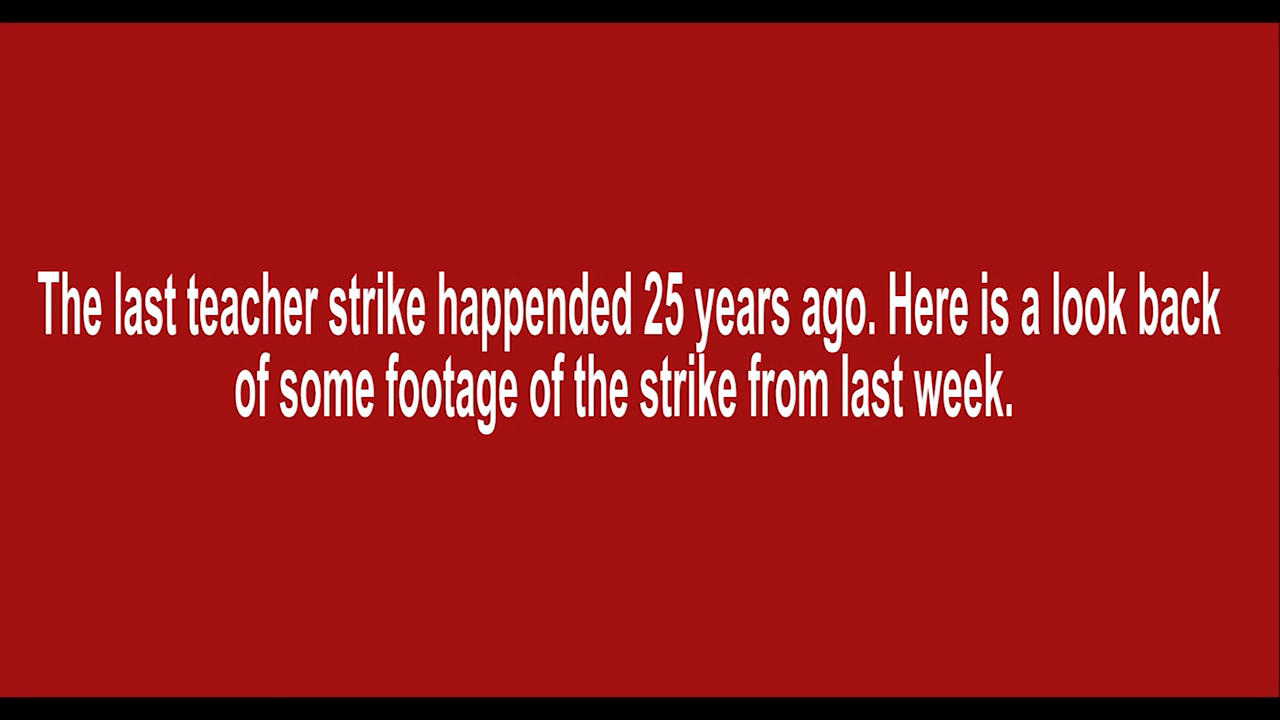 The last teacher strike happended 25 years ago. Here is a look back
of some footage of the strike from last week.